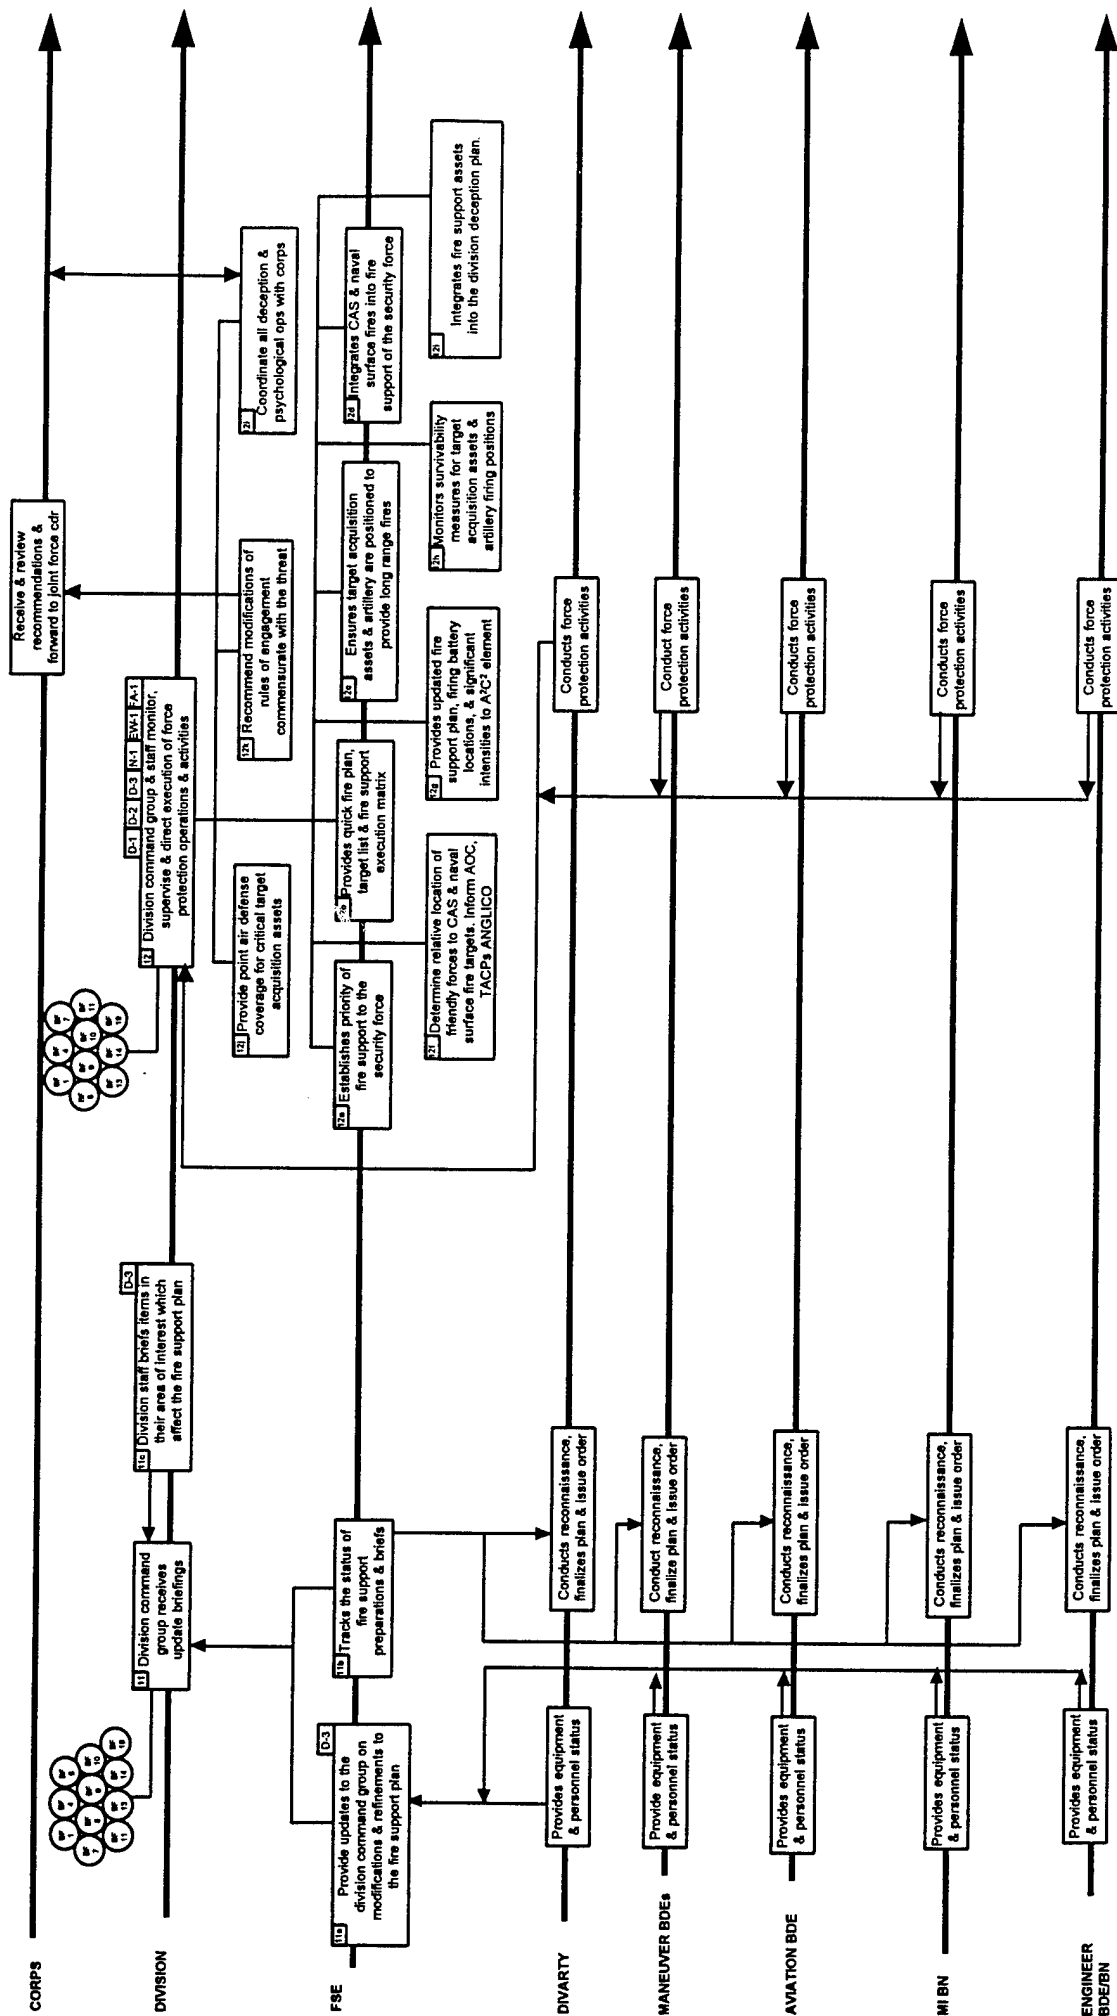 CORPS
Receive & review
recommendations &
forward to joint force cdr
DIVISION
11
Division command
group receives
update briefings
11c
D-3
Division staff briefs items in
their area of interest which
affect the fire support plan
12
D-1 D-2 D-3 N-1 EW-1 FA-1
Division command group & staff monitor,
supervise & direct execution of force
protection operations & activities
12j
Provide point air defense
coverage for critical target
acquisition assets
12k
Recommend modifications of
rules of engagement
commensurate with the threat
Coordinate all deception &
psychological ops with corps
FSE
11a
D-3
Provide updates to the
division command group on
modifications & refinements to
the fire support plan
11b
Tracks the status of
fire support
preparations & briefs
12a
Establishes priority of
fire support to the
security force
12b
Provides quick fire plan,
target list & fire support
execution matrix
12c
Ensures target acquisition
assets & artillery are positioned to
provide long range fires
12d
Integrates CAS & naval
surface fires into fire
support of the security force
12f
Determine relative location of
friendly forces to CAS & naval
surface fire targets. Inform AOC,
TACPs ANGLICO
12g
Provides updated fire
support plan, firing battery
locations, & significant
intensities to A²C² element
12h
Monitors survivability
measures for target
acquisition assets &
artillery firing positions
12i
Integrates fire support assets
into the division deception plan.
DIVARTY
Provides equipment
& personnel status
Conducts reconnaissance,
finalizes plan & issue order
Conducts force
protection activities
MANEUVER BDEs
Provide equipment
& personnel status
Conduct reconnaissance,
finalize plan & issue order
Conduct force
protection activities
AVIATION BDE
Provides equipment
& personnel status
Conducts reconnaissance,
finalizes plan & issue order
Conducts force
protection activities
MI BN
Provides equipment
& personnel status
Conducts reconnaissance,
finalizes plan & issue order
Conducts force
protection activities
ENGINEER
BDE/BN
Provides equipment
& personnel status
Conducts reconnaissance,
finalizes plan & issue order
Conducts force
protection activities